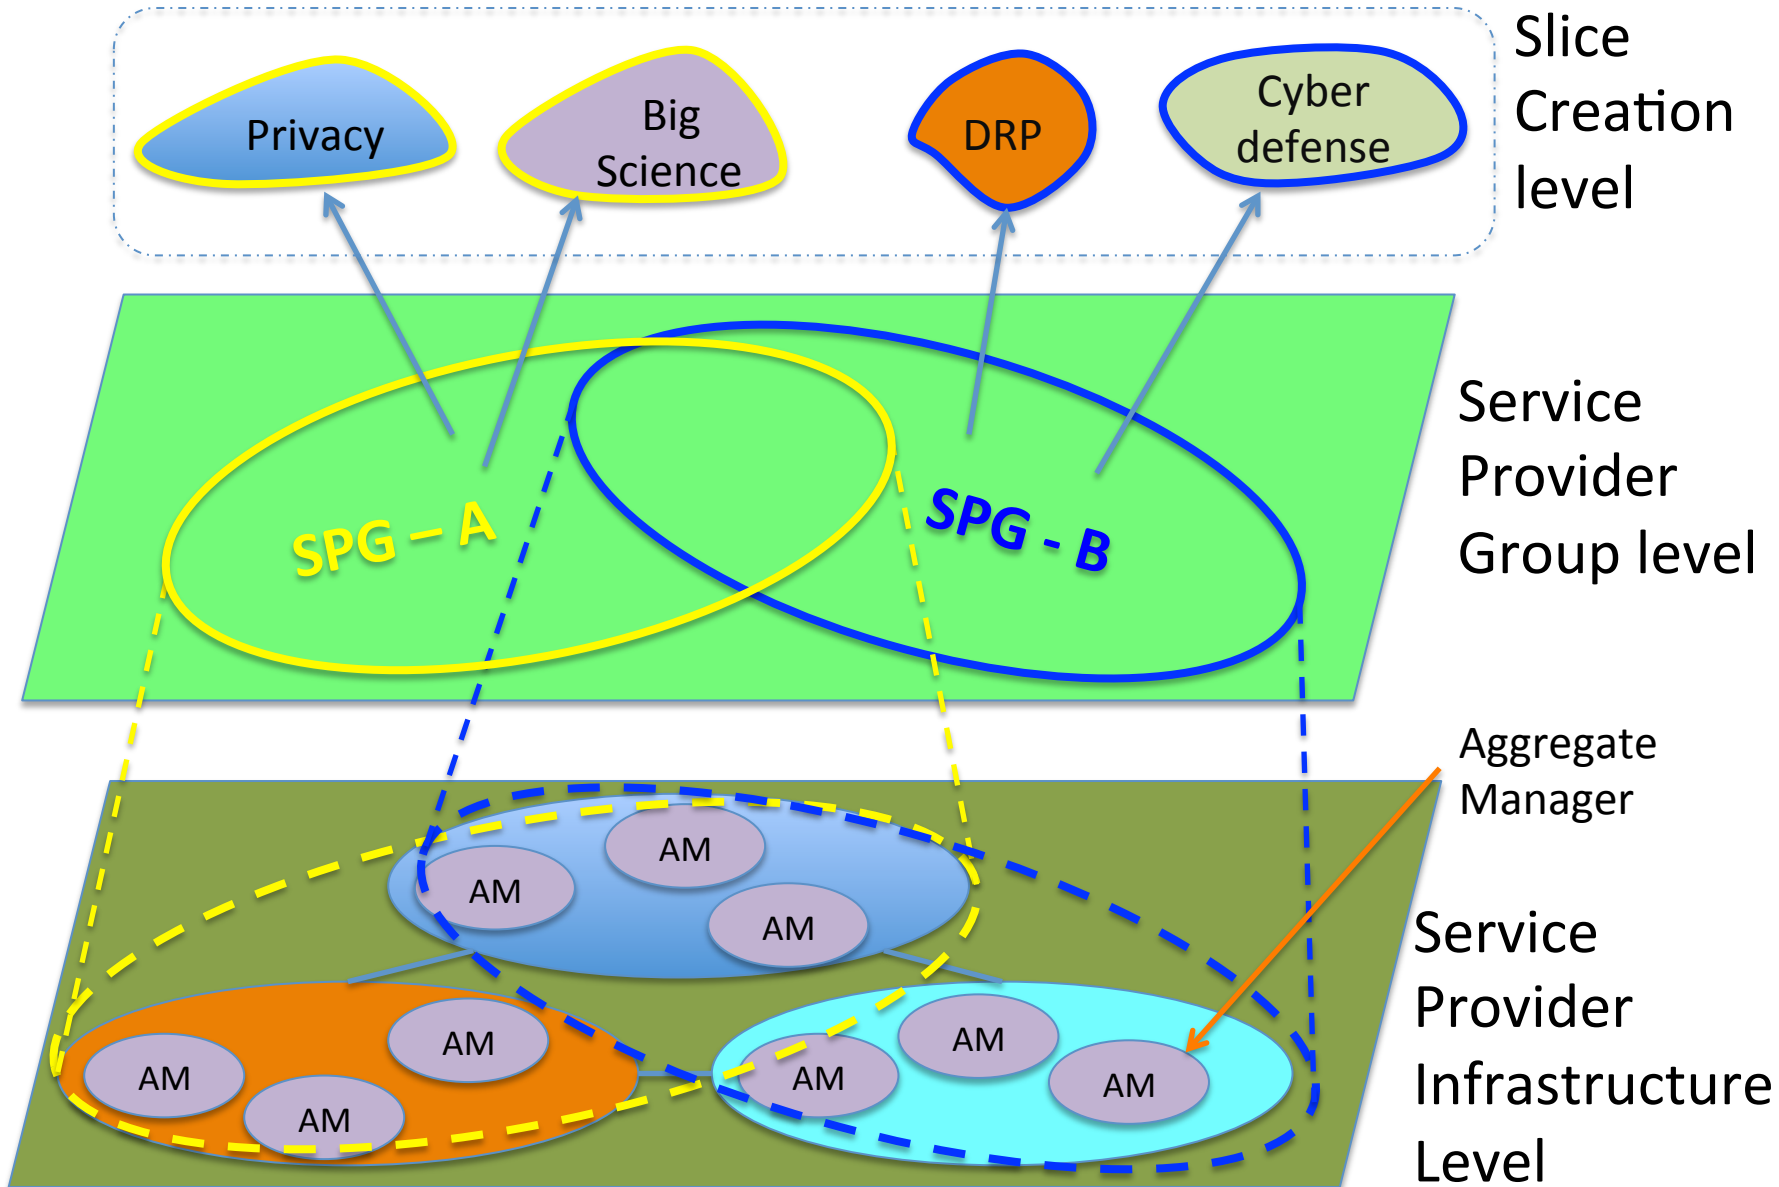 Slice
Creation
level
Privacy
Big
Science
DRP
Cyber
defense
Service
Provider
Group level
SPG – A
SPG - B
Aggregate
Manager
AM
AM
AM
AM
AM
AM
AM
AM
AM
Service
Provider
Infrastructure
Level